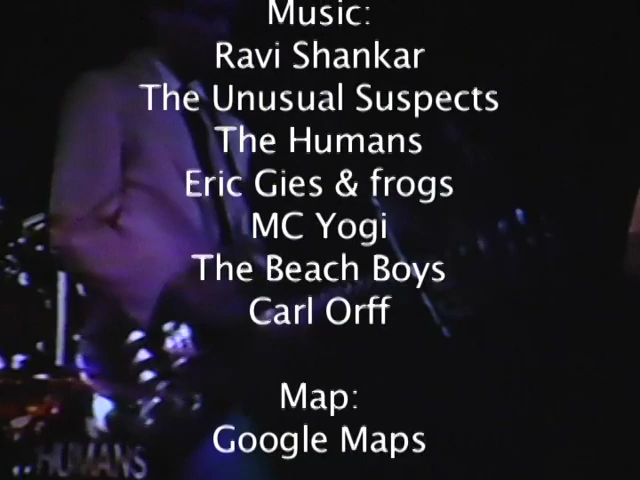 Music:
Ravi Shankar
The Unusual Suspects
The Humans
Eric Gies & frogs
MC Yogi
The Beach Boys
Carl Orff
Map:
Google Maps
HUMANS